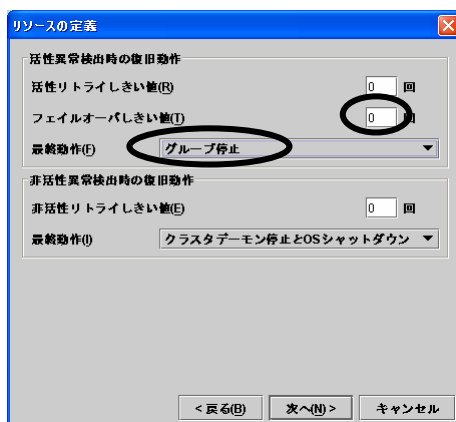 リソースの定義
活性異常検出時の復旧動作
活性リトライしきい値(R) 0 回
フェイルオーバしきい値(T) 0 回
最終動作(F) グループ停止
非活性異常検出時の復旧動作
非活性リトライしきい値(E) 0 回
最終動作(I) クラスタデーモン停止とOSシャットダウン
<戻る(B) 次へ(N)> キャンセル